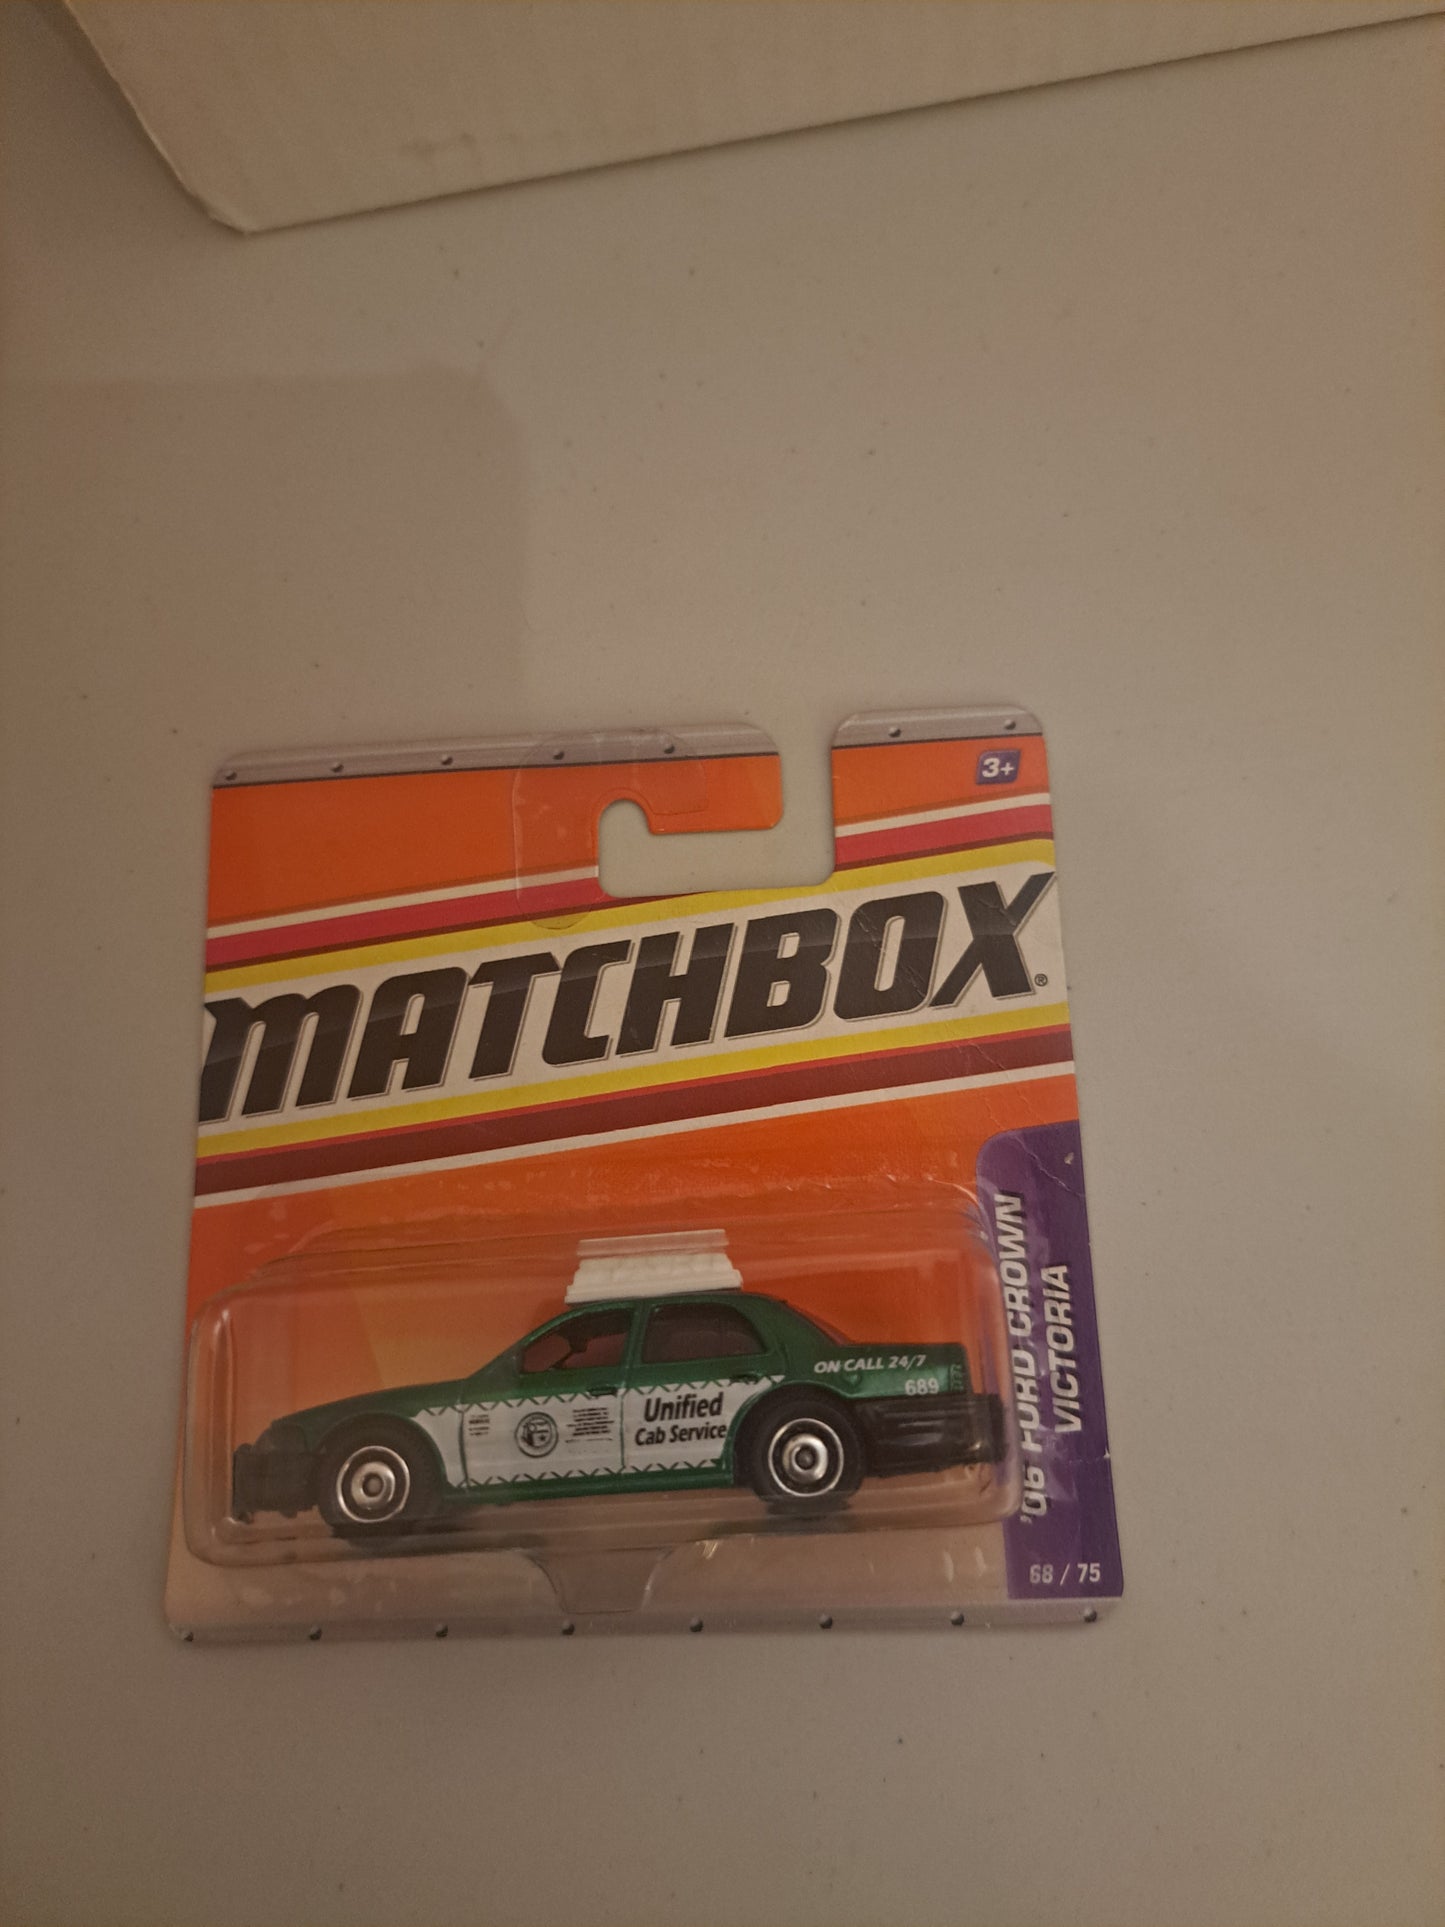 3+
MATCHBOX®
'06 FORD CROWN
VICTORIA
ON CALL 24/7
689
Unified
Cab Service
68 / 75